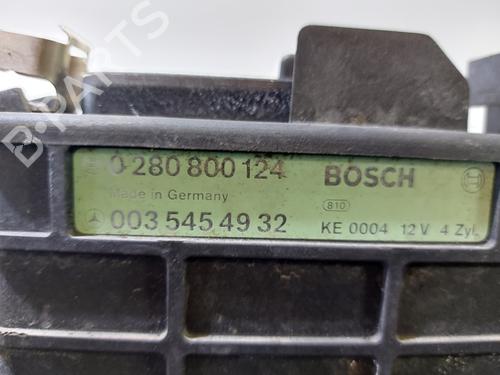 B-PARTS
0 280 800 124 BOSCH
Made in Germany 810
003 545 49 32 KE 0004 12 V 4 Zyl.